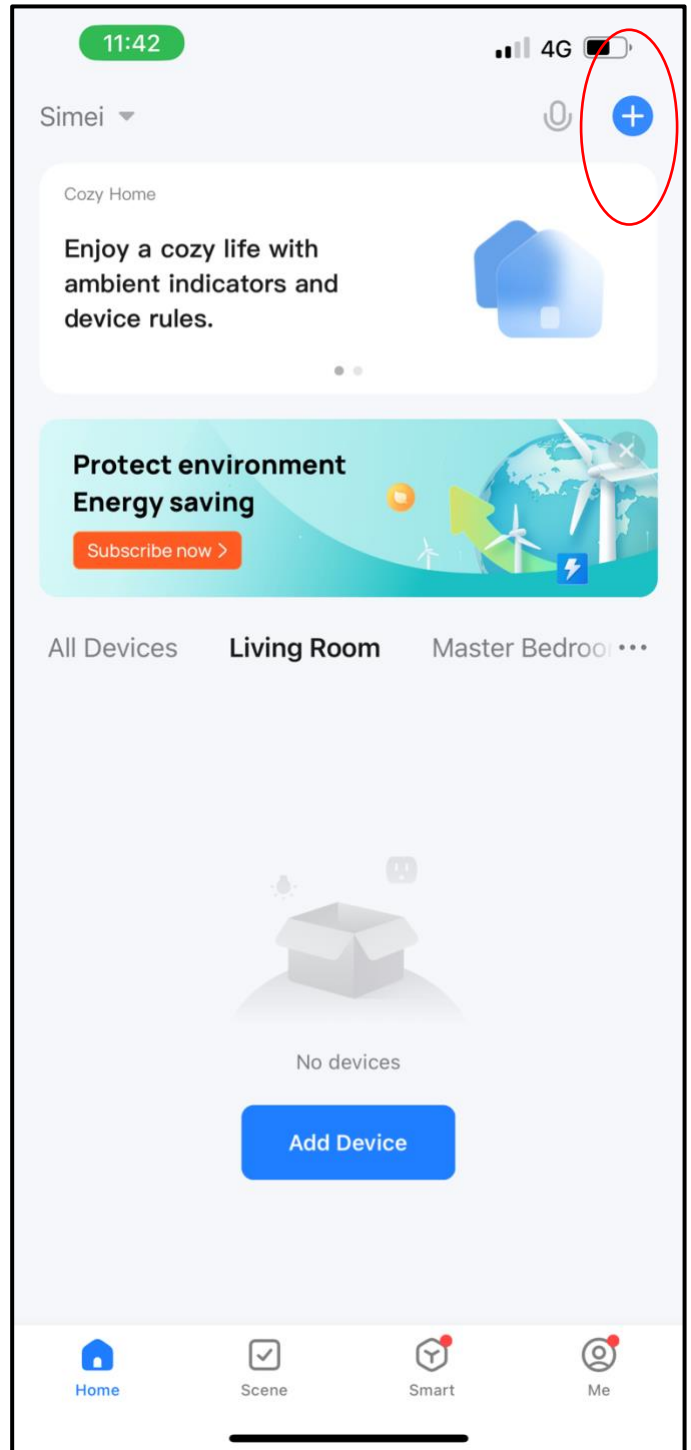 11:42
4G
Simei
Cozy Home
Enjoy a cozy life with
ambient indicators and
device rules.
Protect environment
Energy saving
Subscribe now >
All Devices
Living Room
Master Bedroo
No devices
Add Device
Home
Scene
Smart
Me